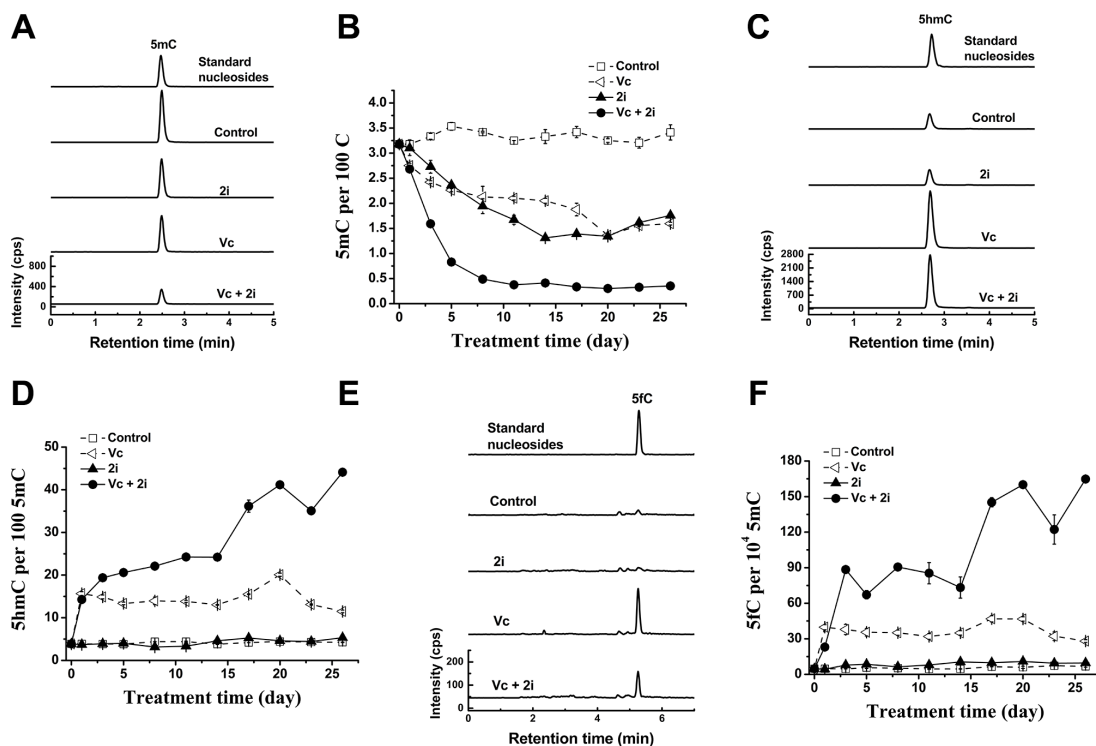 A
5mC
Standard
nucleosides
Control
2i
Vc
Vc + 2i
Intensity (cps)
800
400
0
0 1 2 3 4 5
Retention time (min)
B
Control
Vc
2i
Vc + 2i
5mC per 100 C
4.0
3.5
3.0
2.5
2.0
1.5
1.0
0.5
0.0
0 5 10 15 20 25
Treatment time (day)
C
5hmC
Standard
nucleosides
Control
2i
Vc
Vc + 2i
Intensity (cps)
2800
2100
1400
700
0
0 1 2 3 4 5
Retention time (min)
D
Control
Vc
2i
Vc + 2i
5hmC per 100 5mC
50
40
30
20
10
0
0 5 10 15 20 25
Treatment time (day)
E
5fC
Standard
nucleosides
Control
2i
Vc
Vc + 2i
Intensity (cps)
200
100
0
0 2 4 6
Retention time (min)
F
Control
Vc
2i
Vc + 2i
5fC per 10⁴ 5mC
180
150
120
90
60
30
0
0 5 10 15 20 25
Treatment time (day)